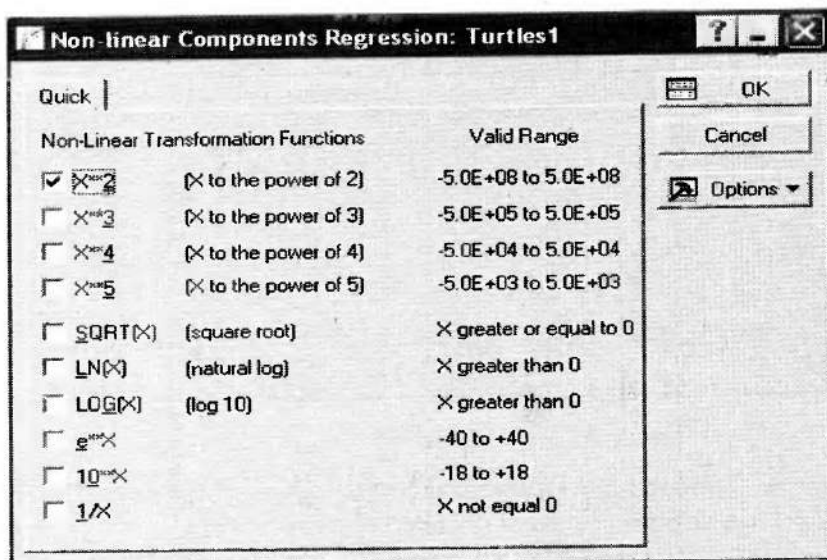 Non-linear Components Regression: Turtles1
Quick
OK
Cancel
Options
Non-Linear Transformation Functions Valid Range
X**2 (X to the power of 2) -5.0E+08 to 5.0E+08
X**3 (X to the power of 3) -5.0E+05 to 5.0E+05
X**4 (X to the power of 4) -5.0E+04 to 5.0E+04
X**5 (X to the power of 5) -5.0E+03 to 5.0E+03
SQRT(X) (square root) X greater or equal to 0
LN(X) (natural log) X greater than 0
LOG(X) (log 10) X greater than 0
e**X -40 to +40
10**X -18 to +18
1/X X not equal 0